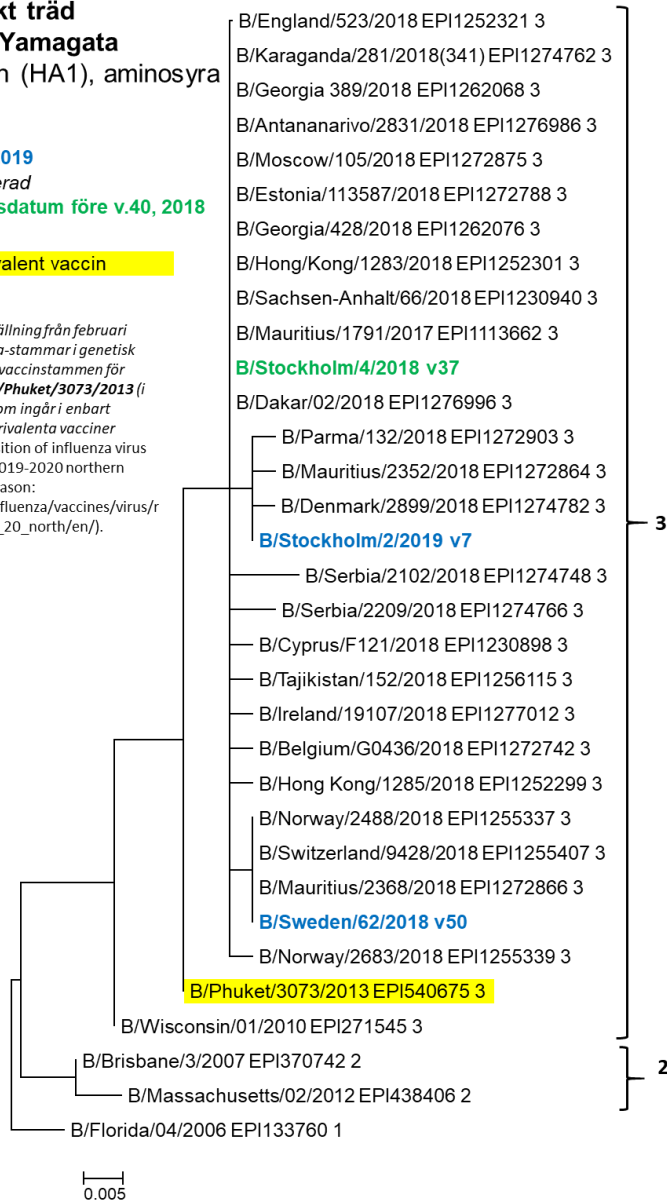 kt träd
Yamagata
n (HA1), aminosyra
019
erad
sdatum före v.40, 2018
valent vaccin
ällning från februari
a-stammar i genetisk
vaccinstammen för
/Phuket/3073/2013 (i
om ingår i enbart
rivalenta vacciner
sition of influenza virus
019-2020 northern
ason:
nfluenza/vaccines/virus/r
_20_north/en/).
B/England/523/2018 EPI1252321 3
B/Karaganda/281/2018(341) EPI1274762 3
B/Georgia 389/2018 EPI1262068 3
B/Antananarivo/2831/2018 EPI1276986 3
B/Moscow/105/2018 EPI1272875 3
B/Estonia/113587/2018 EPI1272788 3
B/Georgia/428/2018 EPI1262076 3
B/Hong/Kong/1283/2018 EPI1252301 3
B/Sachsen-Anhalt/66/2018 EPI1230940 3
B/Mauritius/1791/2017 EPI1113662 3
B/Stockholm/4/2018 v37
B/Dakar/02/2018 EPI1276996 3
B/Parma/132/2018 EPI1272903 3
B/Mauritius/2352/2018 EPI1272864 3
B/Denmark/2899/2018 EPI1274782 3
B/Stockholm/2/2019 v7
B/Serbia/2102/2018 EPI1274748 3
B/Serbia/2209/2018 EPI1274766 3
B/Cyprus/F121/2018 EPI1230898 3
B/Tajikistan/152/2018 EPI1256115 3
B/Ireland/19107/2018 EPI1277012 3
B/Belgium/G0436/2018 EPI1272742 3
B/Hong Kong/1285/2018 EPI1252299 3
B/Norway/2488/2018 EPI1255337 3
B/Switzerland/9428/2018 EPI1255407 3
B/Mauritius/2368/2018 EPI1272866 3
B/Sweden/62/2018 v50
B/Norway/2683/2018 EPI1255339 3
B/Phuket/3073/2013 EPI540675 3
B/Wisconsin/01/2010 EPI271545 3
3
B/Brisbane/3/2007 EPI370742 2
B/Massachusetts/02/2012 EPI438406 2
2
B/Florida/04/2006 EPI133760 1
0.005